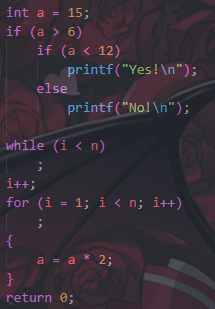 int a = 15;
if (a > 6)
    if (a < 12)
        printf("Yes!\n");
    else
        printf("No!\n");

while (i < n)
    ;
i++;
for (i = 1; i < n; i++)
    ;
{
    a = a * 2;
}
return 0;